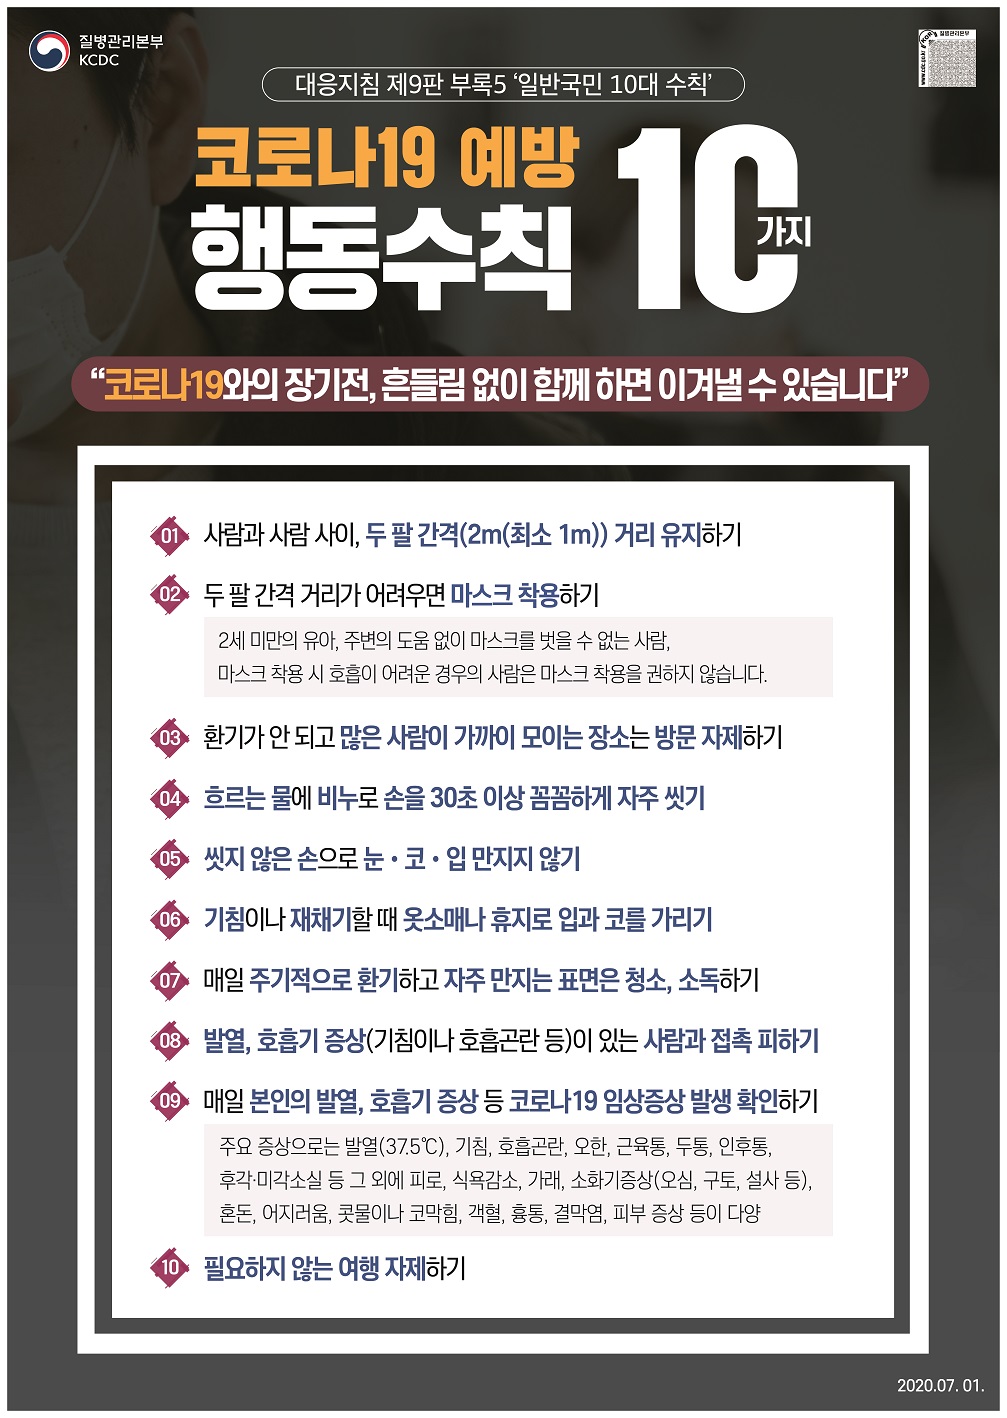 질병관리본부
KCDC
질병관리본부
www.cdc.go.kr
대응지침 제9판 부록5 ‘일반국민 10대 수칙’
코로나19 예방
행동수칙 10가지
“코로나19와의 장기전, 흔들림 없이 함께 하면 이겨낼 수 있습니다”
01 사람과 사람 사이, 두 팔 간격(2m(최소 1m)) 거리 유지하기
02 두 팔 간격 거리가 어려우면 마스크 착용하기
2세 미만의 유아, 주변의 도움 없이 마스크를 벗을 수 없는 사람,
마스크 착용 시 호흡이 어려운 경우의 사람은 마스크 착용을 권하지 않습니다.
03 환기가 안 되고 많은 사람이 가까이 모이는 장소는 방문 자제하기
04 흐르는 물에 비누로 손을 30초 이상 꼼꼼하게 자주 씻기
05 씻지 않은 손으로 눈·코·입 만지지 않기
06 기침이나 재채기할 때 옷소매나 휴지로 입과 코를 가리기
07 매일 주기적으로 환기하고 자주 만지는 표면은 청소, 소독하기
08 발열, 호흡기 증상(기침이나 호흡곤란 등)이 있는 사람과 접촉 피하기
09 매일 본인의 발열, 호흡기 증상 등 코로나19 임상증상 발생 확인하기
주요 증상으로는 발열(37.5℃), 기침, 호흡곤란, 오한, 근육통, 두통, 인후통,
후각·미각소실 등 그 외에 피로, 식욕감소, 가래, 소화기증상(오심, 구토, 설사 등),
혼돈, 어지러움, 콧물이나 코막힘, 객혈, 흉통, 결막염, 피부 증상 등이 다양
10 필요하지 않는 여행 자제하기
2020.07. 01.